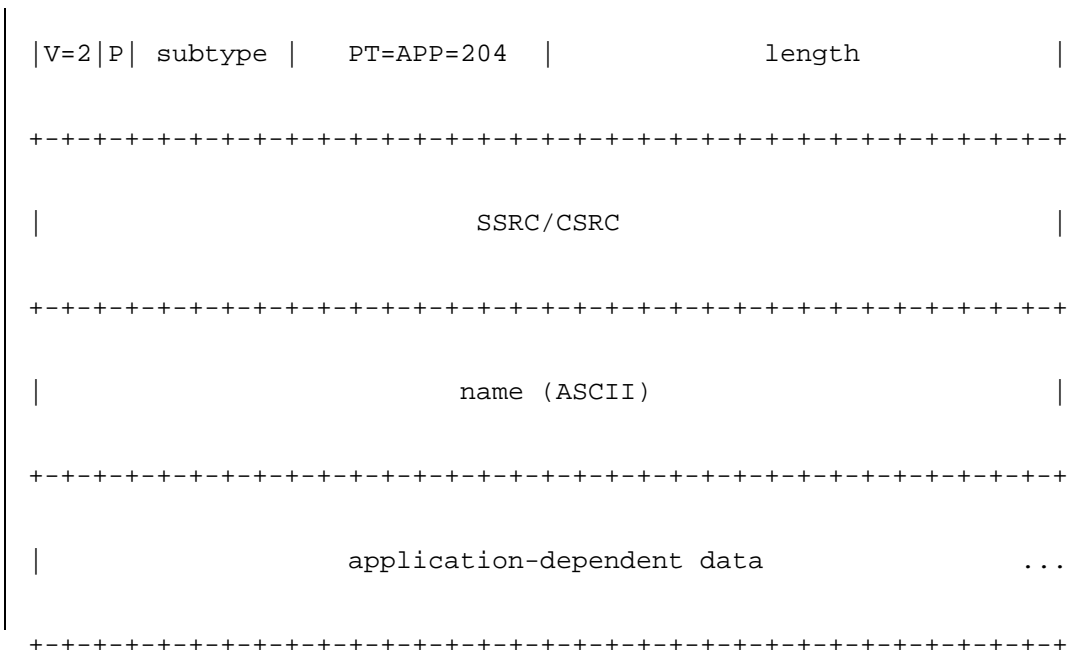 |V=2|P| subtype |   PT=APP=204  |             length            |
+-+-+-+-+-+-+-+-+-+-+-+-+-+-+-+-+-+-+-+-+-+-+-+-+-+-+-+-+-+-+-+-+
|                           SSRC/CSRC                           |
+-+-+-+-+-+-+-+-+-+-+-+-+-+-+-+-+-+-+-+-+-+-+-+-+-+-+-+-+-+-+-+-+
|                          name (ASCII)                         |
+-+-+-+-+-+-+-+-+-+-+-+-+-+-+-+-+-+-+-+-+-+-+-+-+-+-+-+-+-+-+-+-+
|                   application-dependent data                ...
+-+-+-+-+-+-+-+-+-+-+-+-+-+-+-+-+-+-+-+-+-+-+-+-+-+-+-+-+-+-+-+-+